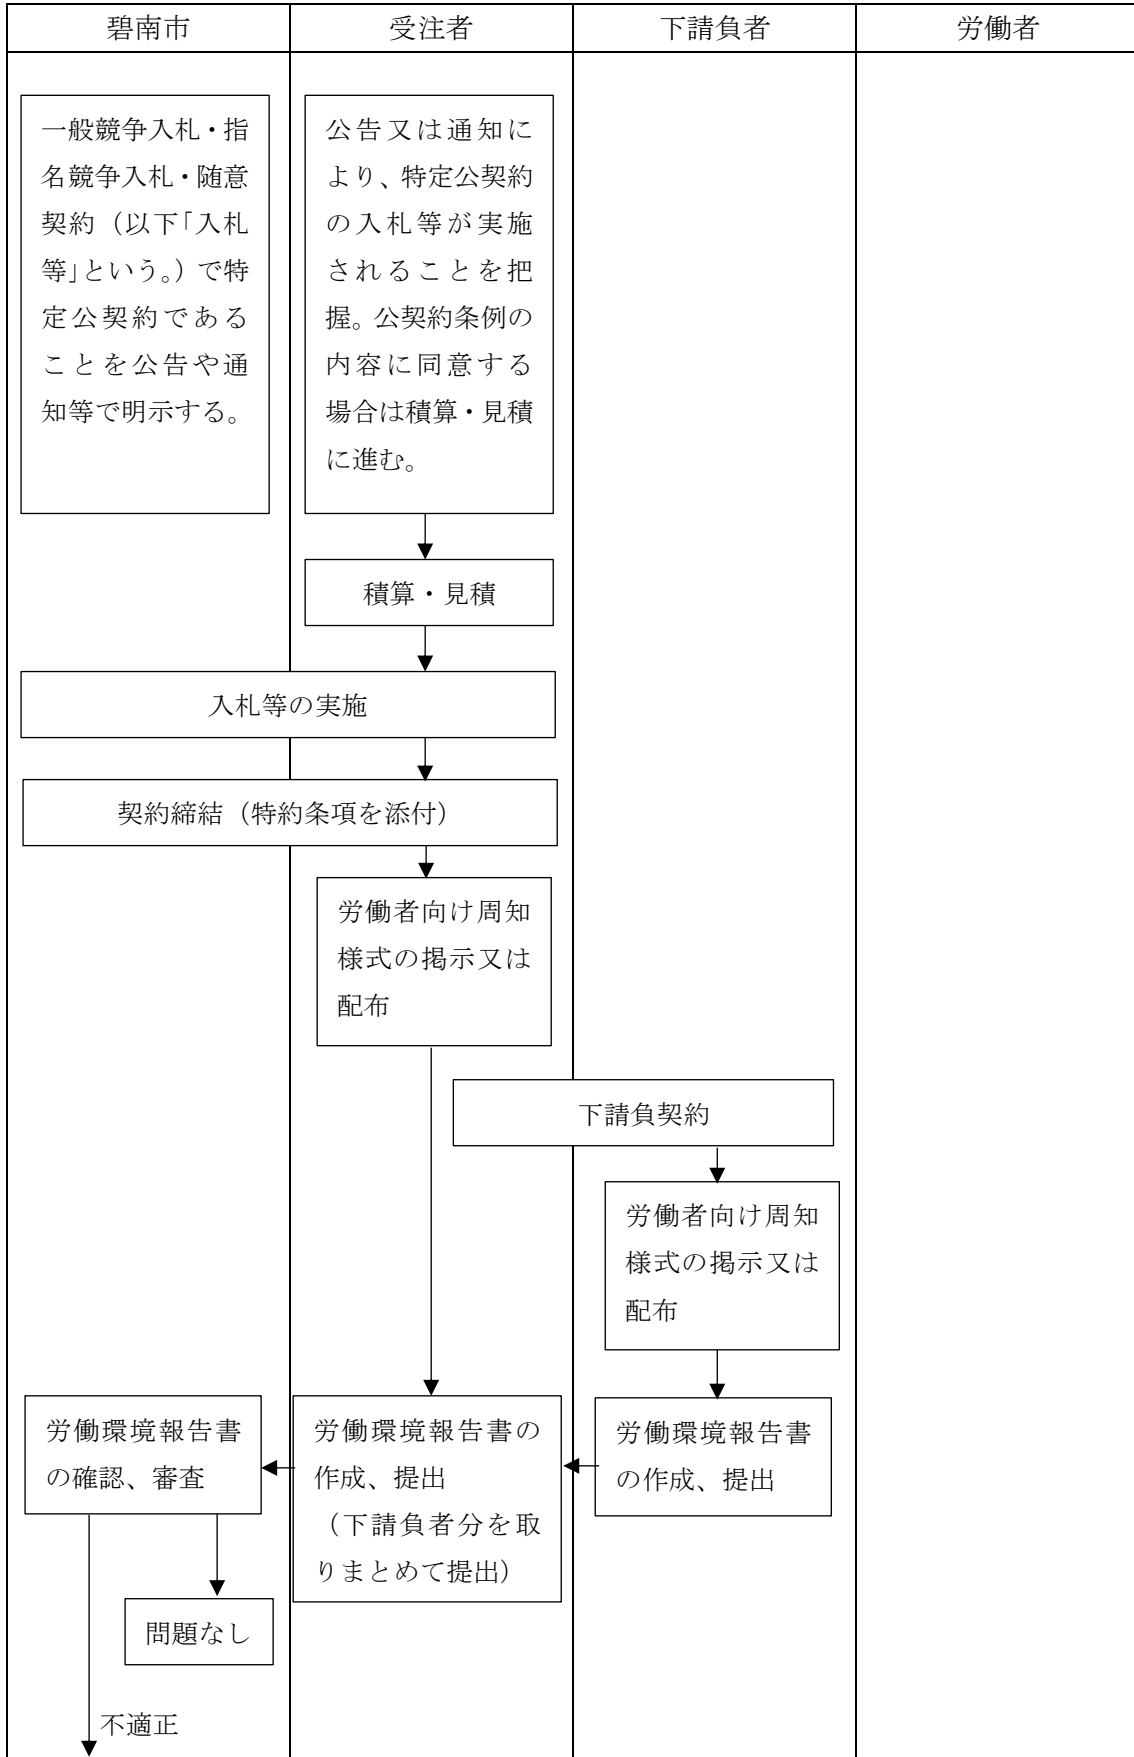 碧南市
受注者
下請負者
労働者
一般競争入札・指
名競争入札・随意
契約（以下「入札
等」という。）で特
定公契約である
ことを公告や通
知等で明示する。
公告又は通知に
より、特定公契約
の入札等が実施
されることを把
握。公契約条例の
内容に同意する
場合は積算・見積
に進む。
積算・見積
入札等の実施
契約締結（特約条項を添付）
労働者向け周知
様式の掲示又は
配布
下請負契約
労働者向け周知
様式の掲示又は
配布
労働環境報告書
の確認、審査
労働環境報告書の
作成、提出
（下請負者分を取
りまとめて提出）
労働環境報告書
の作成、提出
問題なし
不適正